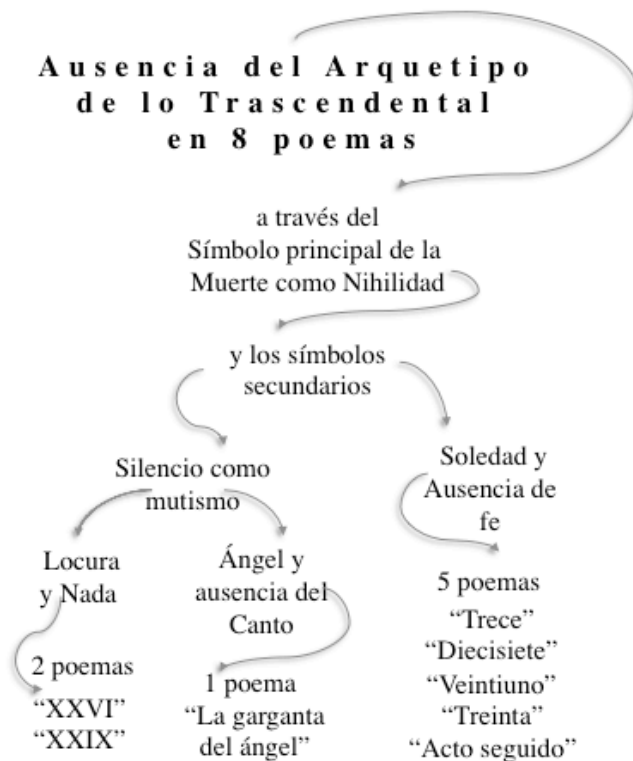 Ausencia del Arquetipo
de lo Trascendental
en 8 poemas
a través del
Símbolo principal de la
Muerte como Nihilidad
y los símbolos
secundarios
Silencio como
mutismo
Locura
y Nada
2 poemas
“XXVI”
“XXIX”
Ángel y
ausencia del
Canto
1 poema
“La garganta
del ángel”
Soledad y
Ausencia de
fe
5 poemas
“Trece”
“Diecisiete”
“Veintiuno”
“Treinta”
“Acto seguido”